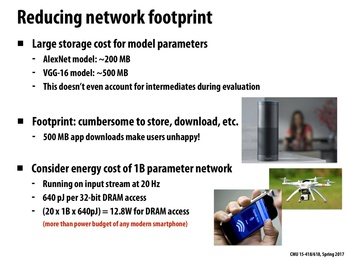 Reducing network footprint
▪ Large storage cost for model parameters
- AlexNet model: ~200 MB
- VGG-16 model: ~500 MB
- This doesn't even account for intermediates during evaluation
▪ Footprint: cumbersome to store, download, etc.
- 500 MB app downloads make users unhappy!
▪ Consider energy cost of 1B parameter network
- Running on input stream at 20 Hz
- 640 pJ per 32-bit DRAM access
- (20 x 1B x 640pJ) = 12.8W for DRAM access
(more than power budget of any modern smartphone)
CMU 15-418/618, Spring 2017